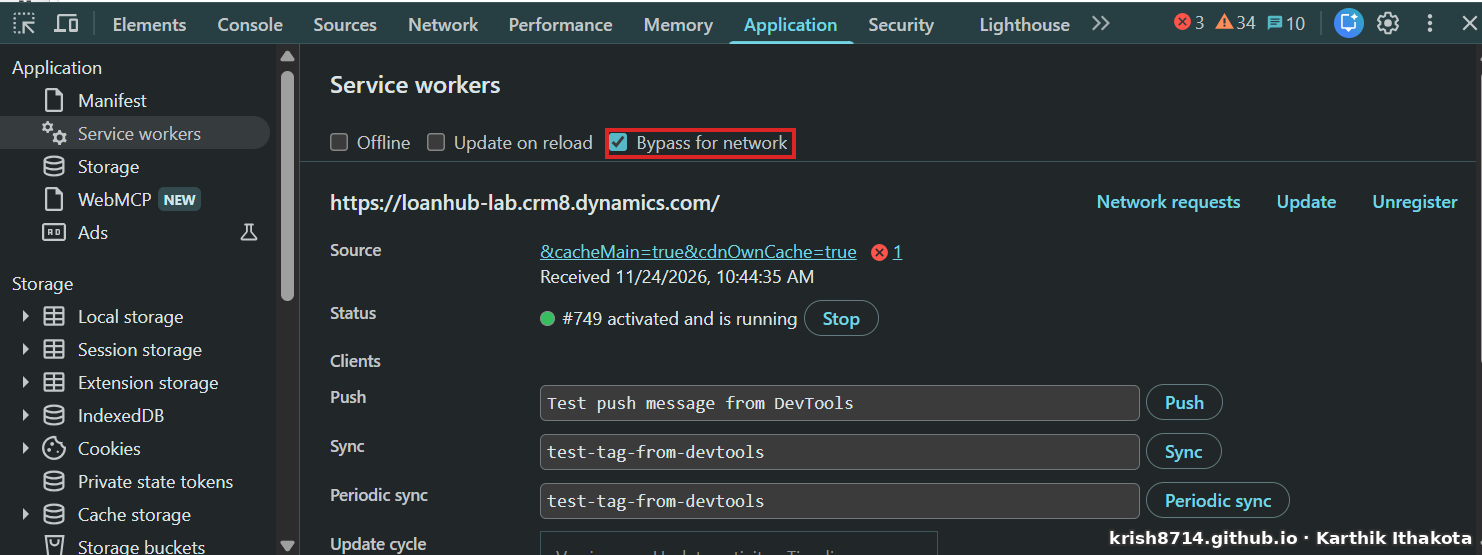 Elements Console Sources Network Performance Memory Application Security Lighthouse 3 34 10
Application
Manifest
Service workers
Storage
WebMCP NEW
Ads
Storage
Local storage
Session storage
Extension storage
IndexedDB
Cookies
Private state tokens
Cache storage
Storage buckets
Service workers
Offline Update on reload Bypass for network
https://loanhub-lab.crm8.dynamics.com/ Network requests Update Unregister
Source &cacheMain=true&cdnOwnCache=true 1
Received 11/24/2026, 10:44:35 AM
Status #749 activated and is running Stop
Clients
Push Test push message from DevTools Push
Sync test-tag-from-devtools Sync
Periodic sync test-tag-from-devtools Periodic sync
Update cycle
krish8714.github.io · Karthik Ithakota